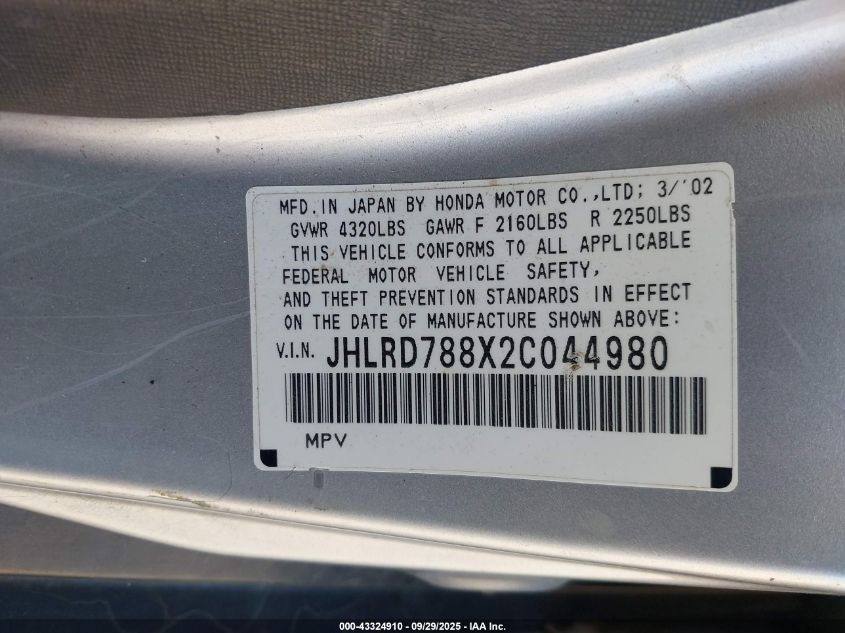 MFD. IN JAPAN BY HONDA MOTOR CO.,LTD; 3/'02
GVWR 4320LBS GAWR F 2160LBS R 2250LBS
THIS VEHICLE CONFORMS TO ALL APPLICABLE
FEDERAL MOTOR VEHICLE SAFETY,
AND THEFT PREVENTION STANDARDS IN EFFECT
ON THE DATE OF MANUFACTURE SHOWN ABOVE:
V.I.N. JHLRD788X2C044980
MPV
000-43324910 - 09/29/2025 - IAA Inc.